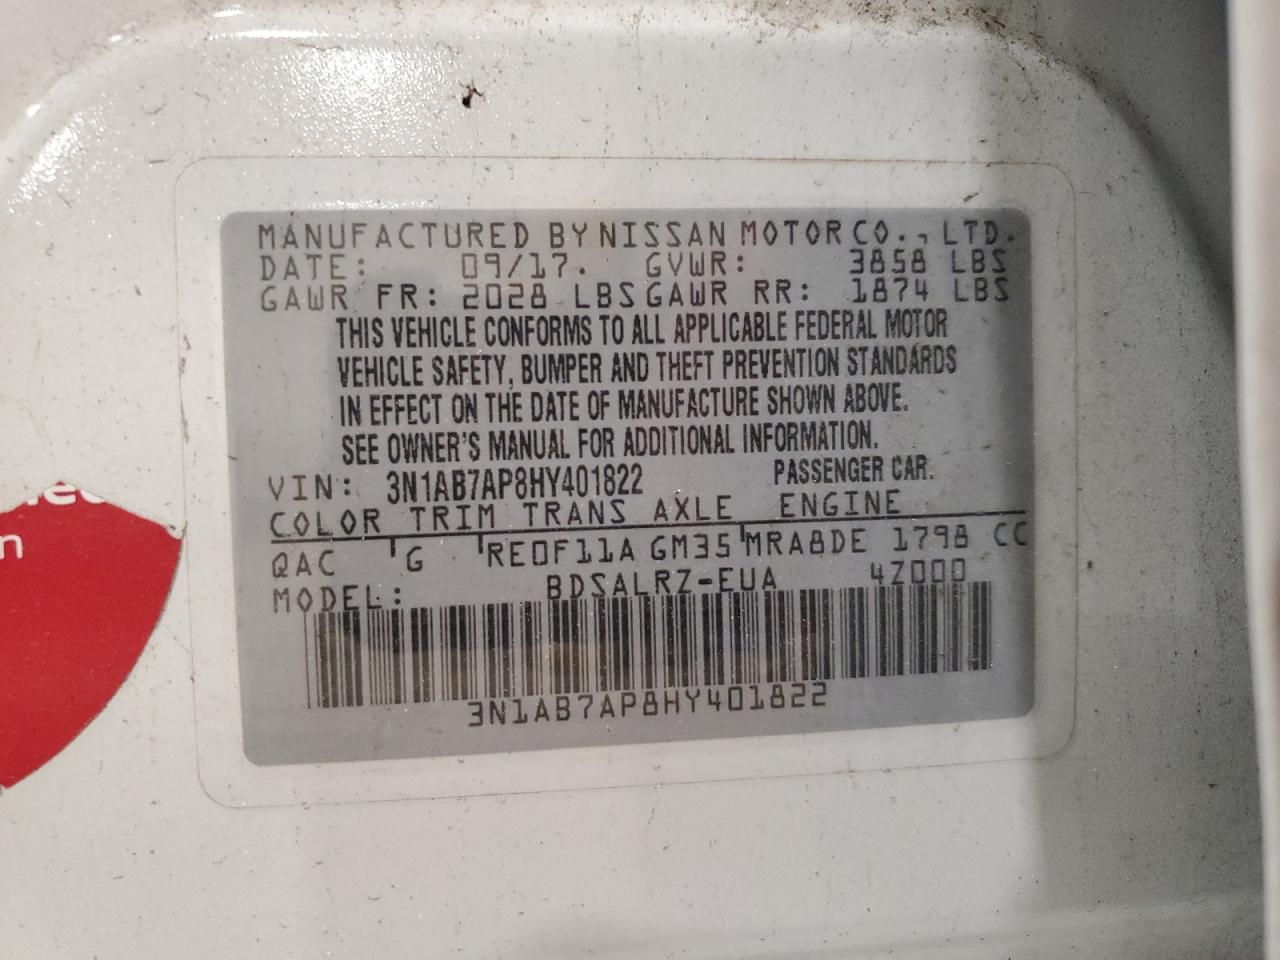 MANUFACTURED BY NISSAN MOTOR CO., LTD.
DATE: 09/17. GVWR: 3858 LBS
GAWR FR: 2028 LBS GAWR RR: 1874 LBS
THIS VEHICLE CONFORMS TO ALL APPLICABLE FEDERAL MOTOR
VEHICLE SAFETY, BUMPER AND THEFT PREVENTION STANDARDS
IN EFFECT ON THE DATE OF MANUFACTURE SHOWN ABOVE.
SEE OWNER'S MANUAL FOR ADDITIONAL INFORMATION.
VIN: 3N1AB7AP8HY401822 PASSENGER CAR.
COLOR TRIM TRANS AXLE ENGINE
QAC G RE0F11A GM35 MRA8DE 1798 CC
MODEL: BDSALRZ-EUA 4Z000
3N1AB7AP8HY401822